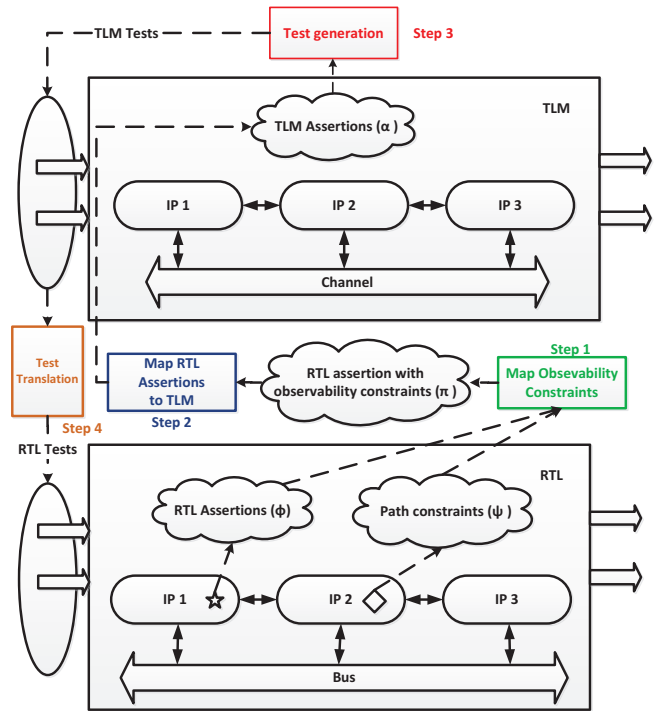 TLM Tests
Test generation
Step 3
TLM
TLM Assertions (α )
IP 1
IP 2
IP 3
Channel
Test
Translation
Step 4
Map RTL
Assertions
to TLM
Step 2
RTL assertion with
observability constraints (π )
Step 1
Map Obsevability
Constraints
RTL Tests
RTL
RTL Assertions (ϕ)
Path constraints (ψ )
IP 1
IP 2
IP 3
Bus